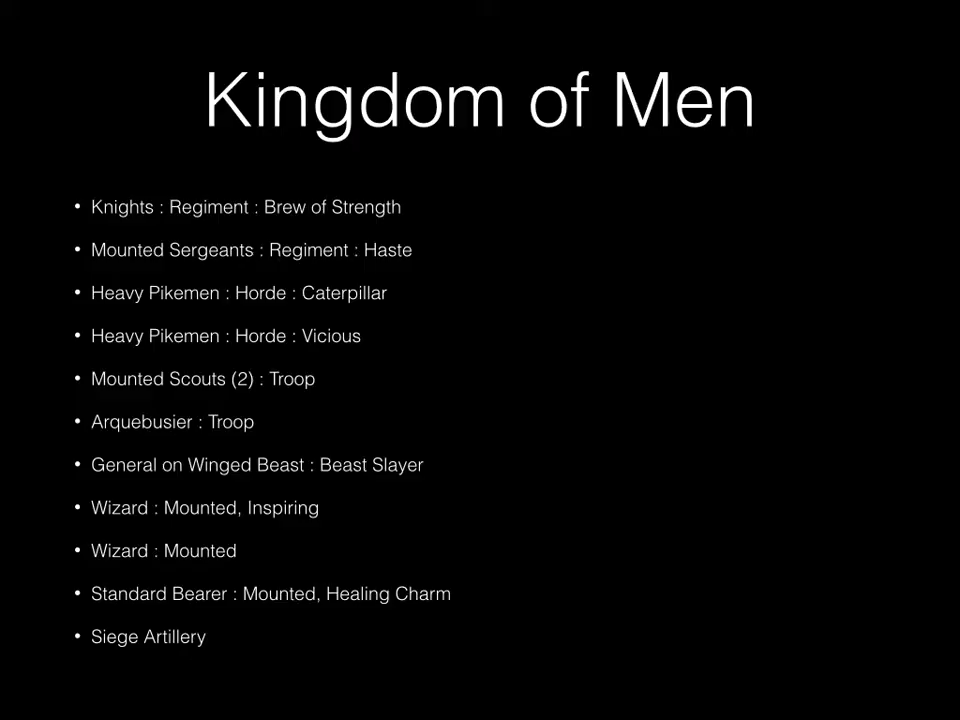 Kingdom of Men
• Knights : Regiment : Brew of Strength
• Mounted Sergeants : Regiment : Haste
• Heavy Pikemen : Horde : Caterpillar
• Heavy Pikemen : Horde : Vicious
• Mounted Scouts (2) : Troop
• Arquebusier : Troop
• General on Winged Beast : Beast Slayer
• Wizard : Mounted, Inspiring
• Wizard : Mounted
• Standard Bearer : Mounted, Healing Charm
• Siege Artillery